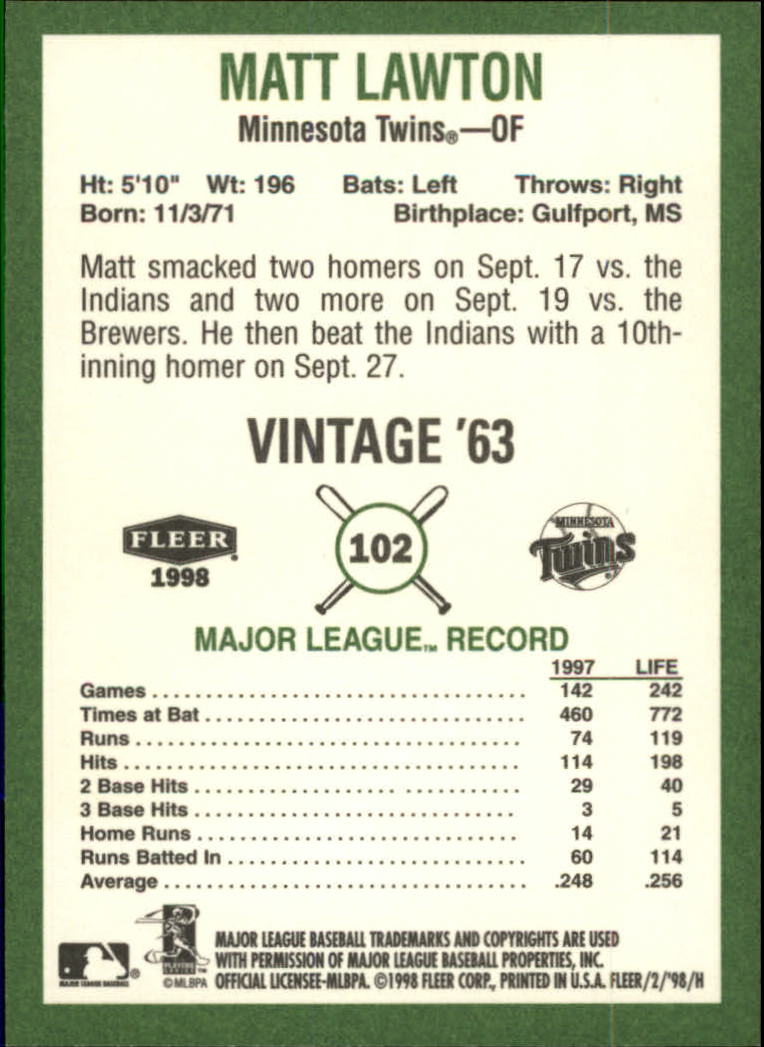 MATT LAWTON
Minnesota Twins®—OF
Ht: 5'10" Wt: 196 Bats: Left Throws: Right
Born: 11/3/71 Birthplace: Gulfport, MS
Matt smacked two homers on Sept. 17 vs. the
Indians and two more on Sept. 19 vs. the
Brewers. He then beat the Indians with a 10th-
inning homer on Sept. 27.
VINTAGE '63
FLEER
1998
102
MINNESOTA
Twins
MAJOR LEAGUE™ RECORD
1997 LIFE
Games 142 242
Times at Bat 460 772
Runs 74 119
Hits 114 198
2 Base Hits 29 40
3 Base Hits 3 5
Home Runs 14 21
Runs Batted In 60 114
Average .248 .256
MAJOR LEAGUE BASEBALL
®
™
©MLBPA
MAJOR LEAGUE BASEBALL TRADEMARKS AND COPYRIGHTS ARE USED
WITH PERMISSION OF MAJOR LEAGUE BASEBALL PROPERTIES, INC.
OFFICIAL LICENSEE-MLBPA. ©1998 FLEER CORP., PRINTED IN U.S.A. FLEER/2/'98/H